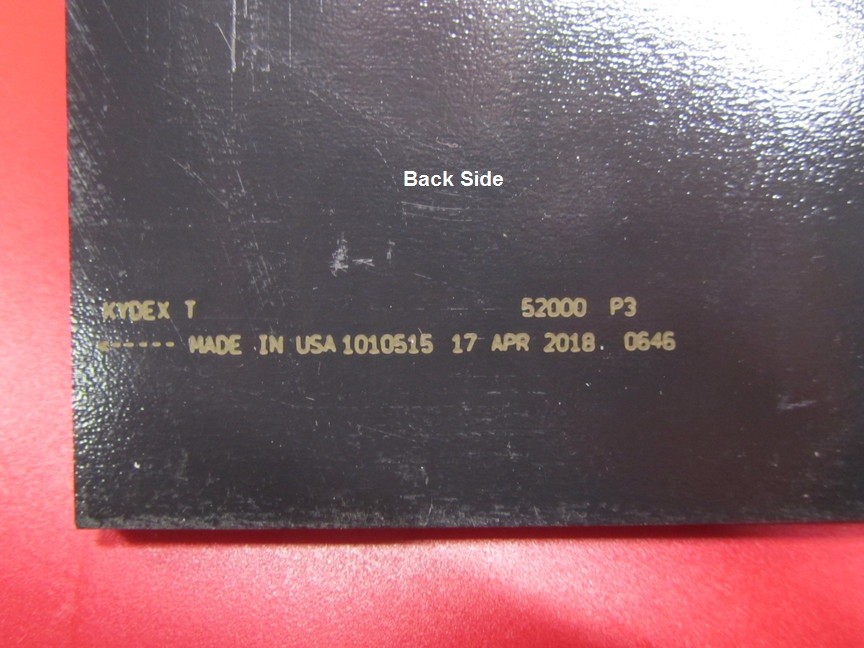 Back Side
KYDEX T 52000 P3
<------ MADE IN USA 1010515 17 APR 2018. 0646